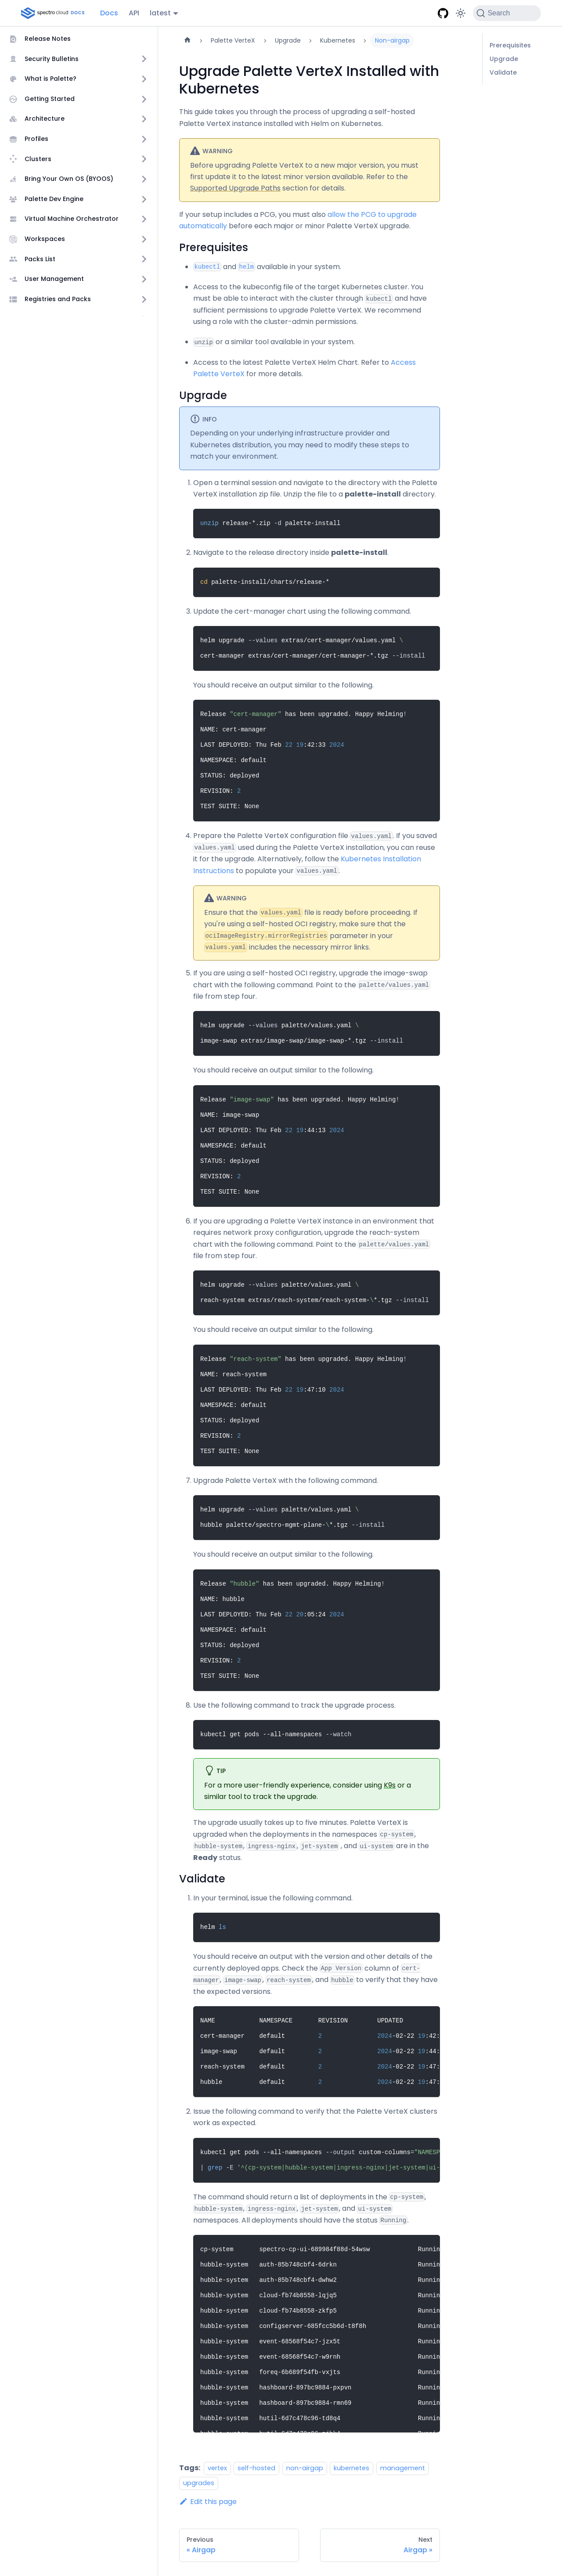 spectro cloud DOCS
Docs
API
latest
Search
Release Notes
Security Bulletins
What is Palette?
Getting Started
Architecture
Profiles
Clusters
Bring Your Own OS (BYOOS)
Palette Dev Engine
Virtual Machine Orchestrator
Workspaces
Packs List
User Management
Registries and Packs
Palette VerteX
Upgrade
Kubernetes
Non-airgap
Upgrade Palette VerteX Installed with
Kubernetes
This guide takes you through the process of upgrading a self-hosted
Palette VerteX instance installed with Helm on Kubernetes.
WARNING
Before upgrading Palette VerteX to a new major version, you must
first update it to the latest minor version available. Refer to the
Supported Upgrade Paths section for details.
If your setup includes a PCG, you must also allow the PCG to upgrade
automatically before each major or minor Palette VerteX upgrade.
Prerequisites
• kubectl and helm available in your system.
• Access to the kubeconfig file of the target Kubernetes cluster. You
must be able to interact with the cluster through kubectl and have
sufficient permissions to upgrade Palette VerteX. We recommend
using a role with the cluster-admin permissions.
• unzip or a similar tool available in your system.
• Access to the latest Palette VerteX Helm Chart. Refer to Access
Palette VerteX for more details.
Upgrade
INFO
Depending on your underlying infrastructure provider and
Kubernetes distribution, you may need to modify these steps to
match your environment.
1. Open a terminal session and navigate to the directory with the Palette
VerteX installation zip file. Unzip the file to a palette-install directory.
unzip release-*.zip -d palette-install
2. Navigate to the release directory inside palette-install.
cd palette-install/charts/release-*
3. Update the cert-manager chart using the following command.
helm upgrade --values extras/cert-manager/values.yaml \
cert-manager extras/cert-manager/cert-manager-*.tgz --install
You should receive an output similar to the following.
Release "cert-manager" has been upgraded. Happy Helming!
NAME: cert-manager
LAST DEPLOYED: Thu Feb 22 19:42:33 2024
NAMESPACE: default
STATUS: deployed
REVISION: 2
TEST SUITE: None
4. Prepare the Palette VerteX configuration file values.yaml. If you saved
values.yaml used during the Palette VerteX installation, you can reuse
it for the upgrade. Alternatively, follow the Kubernetes Installation
Instructions to populate your values.yaml.
WARNING
Ensure that the values.yaml file is ready before proceeding. If
you're using a self-hosted OCI registry, make sure that the
ociImageRegistry.mirrorRegistries parameter in your
values.yaml includes the necessary mirror links.
5. If you are using a self-hosted OCI registry, upgrade the image-swap
chart with the following command. Point to the palette/values.yaml
file from step four.
helm upgrade --values palette/values.yaml \
image-swap extras/image-swap/image-swap-*.tgz --install
You should receive an output similar to the following.
Release "image-swap" has been upgraded. Happy Helming!
NAME: image-swap
LAST DEPLOYED: Thu Feb 22 19:44:13 2024
NAMESPACE: default
STATUS: deployed
REVISION: 2
TEST SUITE: None
6. If you are upgrading a Palette VerteX instance in an environment that
requires network proxy configuration, upgrade the reach-system
chart with the following command. Point to the palette/values.yaml
file from step four.
helm upgrade --values palette/values.yaml \
reach-system extras/reach-system/reach-system-\*.tgz --install
You should receive an output similar to the following.
Release "reach-system" has been upgraded. Happy Helming!
NAME: reach-system
LAST DEPLOYED: Thu Feb 22 19:47:10 2024
NAMESPACE: default
STATUS: deployed
REVISION: 2
TEST SUITE: None
7. Upgrade Palette VerteX with the following command.
helm upgrade --values palette/values.yaml \
hubble palette/spectro-mgmt-plane-\*.tgz --install
You should receive an output similar to the following.
Release "hubble" has been upgraded. Happy Helming!
NAME: hubble
LAST DEPLOYED: Thu Feb 22 20:05:24 2024
NAMESPACE: default
STATUS: deployed
REVISION: 2
TEST SUITE: None
8. Use the following command to track the upgrade process.
kubectl get pods --all-namespaces --watch
TIP
For a more user-friendly experience, consider using K9s or a
similar tool to track the upgrade.
The upgrade usually takes up to five minutes. Palette VerteX is
upgraded when the deployments in the namespaces cp-system,
hubble-system, ingress-nginx, jet-system , and ui-system are in the
Ready status.
Validate
1. In your terminal, issue the following command.
helm ls
You should receive an output with the version and other details of the
currently deployed apps. Check the App Version column of cert-
manager, image-swap, reach-system, and hubble to verify that they have
the expected versions.
NAME NAMESPACE REVISION UPDATED
cert-manager default 2 2024-02-22 19:42:
image-swap default 2 2024-02-22 19:44:
reach-system default 2 2024-02-22 19:47:
hubble default 2 2024-02-22 19:47:
2. Issue the following command to verify that the Palette VerteX clusters
work as expected.
kubectl get pods --all-namespaces --output custom-columns="NAMESP
| grep -E '^(cp-system|hubble-system|ingress-nginx|jet-system|ui-
The command should return a list of deployments in the cp-system,
hubble-system, ingress-nginx, jet-system, and ui-system
namespaces. All deployments should have the status Running.
cp-system spectro-cp-ui-689984f88d-54wsw Runnin
hubble-system auth-85b748cbf4-6drkn Runnin
hubble-system auth-85b748cbf4-dwhw2 Runnin
hubble-system cloud-fb74b8558-lqjq5 Runnin
hubble-system cloud-fb74b8558-zkfp5 Runnin
hubble-system configserver-685fcc5b6d-t8f8h Runnin
hubble-system event-68568f54c7-jzx5t Runnin
hubble-system event-68568f54c7-w9rnh Runnin
hubble-system foreq-6b689f54fb-vxjts Runnin
hubble-system hashboard-897bc9884-pxpvn Runnin
hubble-system hashboard-897bc9884-rmn69 Runnin
hubble-system hutil-6d7c478c96-td8q4 Runnin
Tags:
vertex
self-hosted
non-airgap
kubernetes
management
upgrades
Edit this page
Previous
« Airgap
Next
Airgap »
Prerequisites
Upgrade
Validate